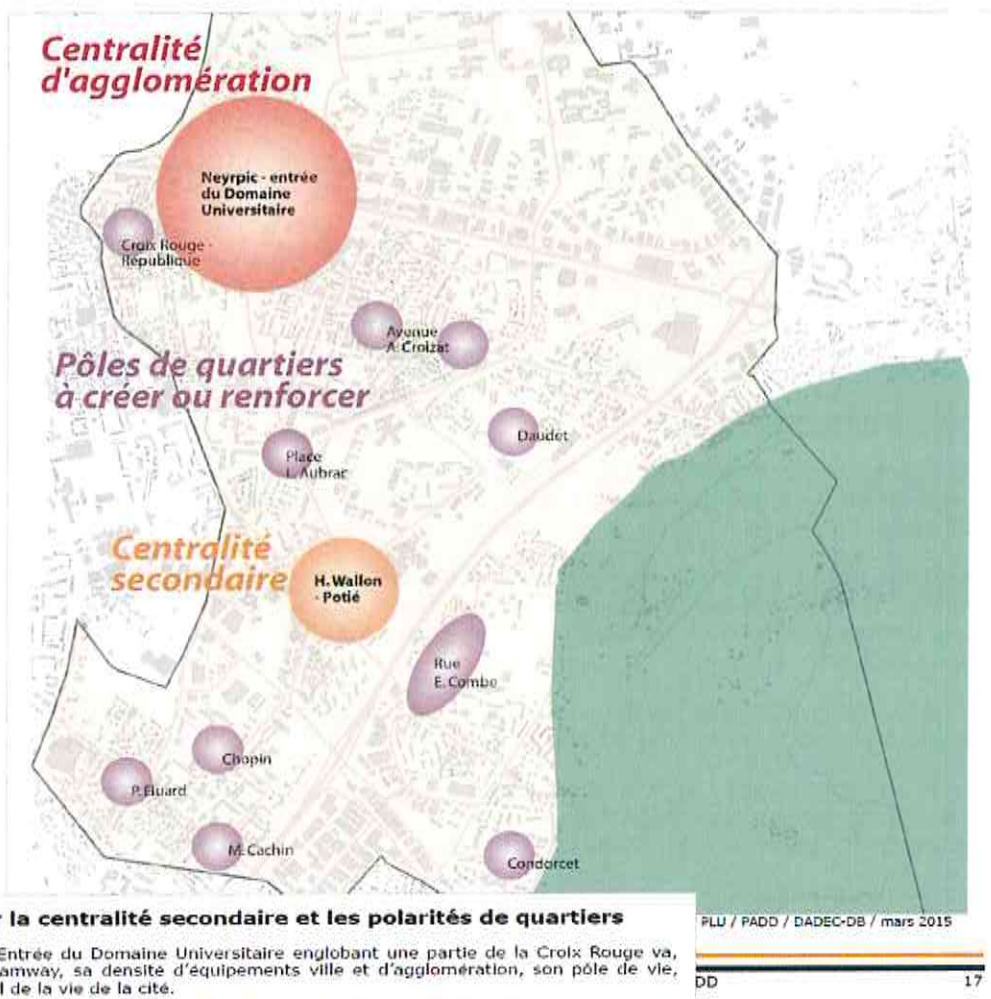 Centralité
d'agglomération
Neyrpic - entrée
du Domaine
Universitaire
Croix Rouge -
République
Avenue
A. Croizat
Pôles de quartiers
à créer ou renforcer
Daudet
Place
L. Aubrac
Centralité
secondaire
H. Wallon
- Potié
Rue
E. Combe
Chopin
P. Eluard
M. Cachin
Condorcet
la centralité secondaire et les polarités de quartiers
PLU / PADD / DADEC-DB / mars 2015
Entrée du Domaine Universitaire englobant une partie de la Croix Rouge va,
amway, sa densité d'équipements ville et d'agglomération, son pôle de vie,
l de la vie de la cité.
DD
17